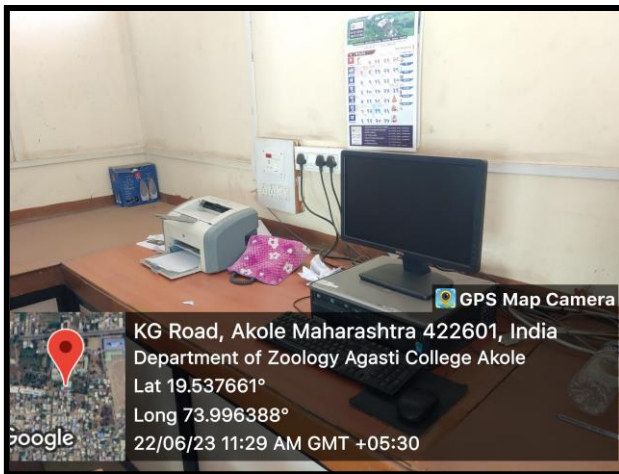 GPS Map Camera
KG Road, Akole Maharashtra 422601, India
Department of Zoology Agasti College Akole
Lat 19.537661°
Long 73.996388°
22/06/23 11:29 AM GMT +05:30
Google